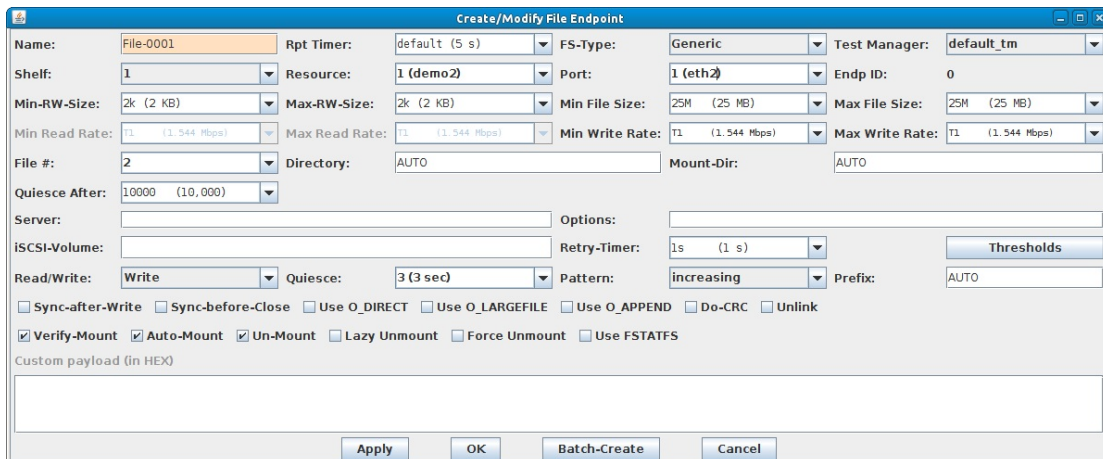 Create/Modify File Endpoint
Name: File-0001 Rpt Timer: default (5 s) FS-Type: Generic Test Manager: default_tm
Shelf: 1 Resource: 1 (demo2) Port: 1 (eth2) Endp ID: 0
Min-RW-Size: 2k (2 KB) Max-RW-Size: 2k (2 KB) Min File Size: 25M (25 MB) Max File Size: 25M (25 MB)
Min Read Rate: T1 (1.544 Mbps) Max Read Rate: T1 (1.544 Mbps) Min Write Rate: T1 (1.544 Mbps) Max Write Rate: T1 (1.544 Mbps)
File #: 2 Directory: AUTO Mount-Dir: AUTO
Quiesce After: 10000 (10,000)
Server: Options:
iSCSI-Volume: Retry-Timer: 1s (1 s) Thresholds
Read/Write: Write Quiesce: 3 (3 sec) Pattern: increasing Prefix: AUTO
Sync-after-Write Sync-before-Close Use O_DIRECT Use O_LARGEFILE Use O_APPEND Do-CRC Unlink
Verify-Mount Auto-Mount Un-Mount Lazy Unmount Force Unmount Use FSTATFS
Custom payload (in HEX)
Apply OK Batch-Create Cancel